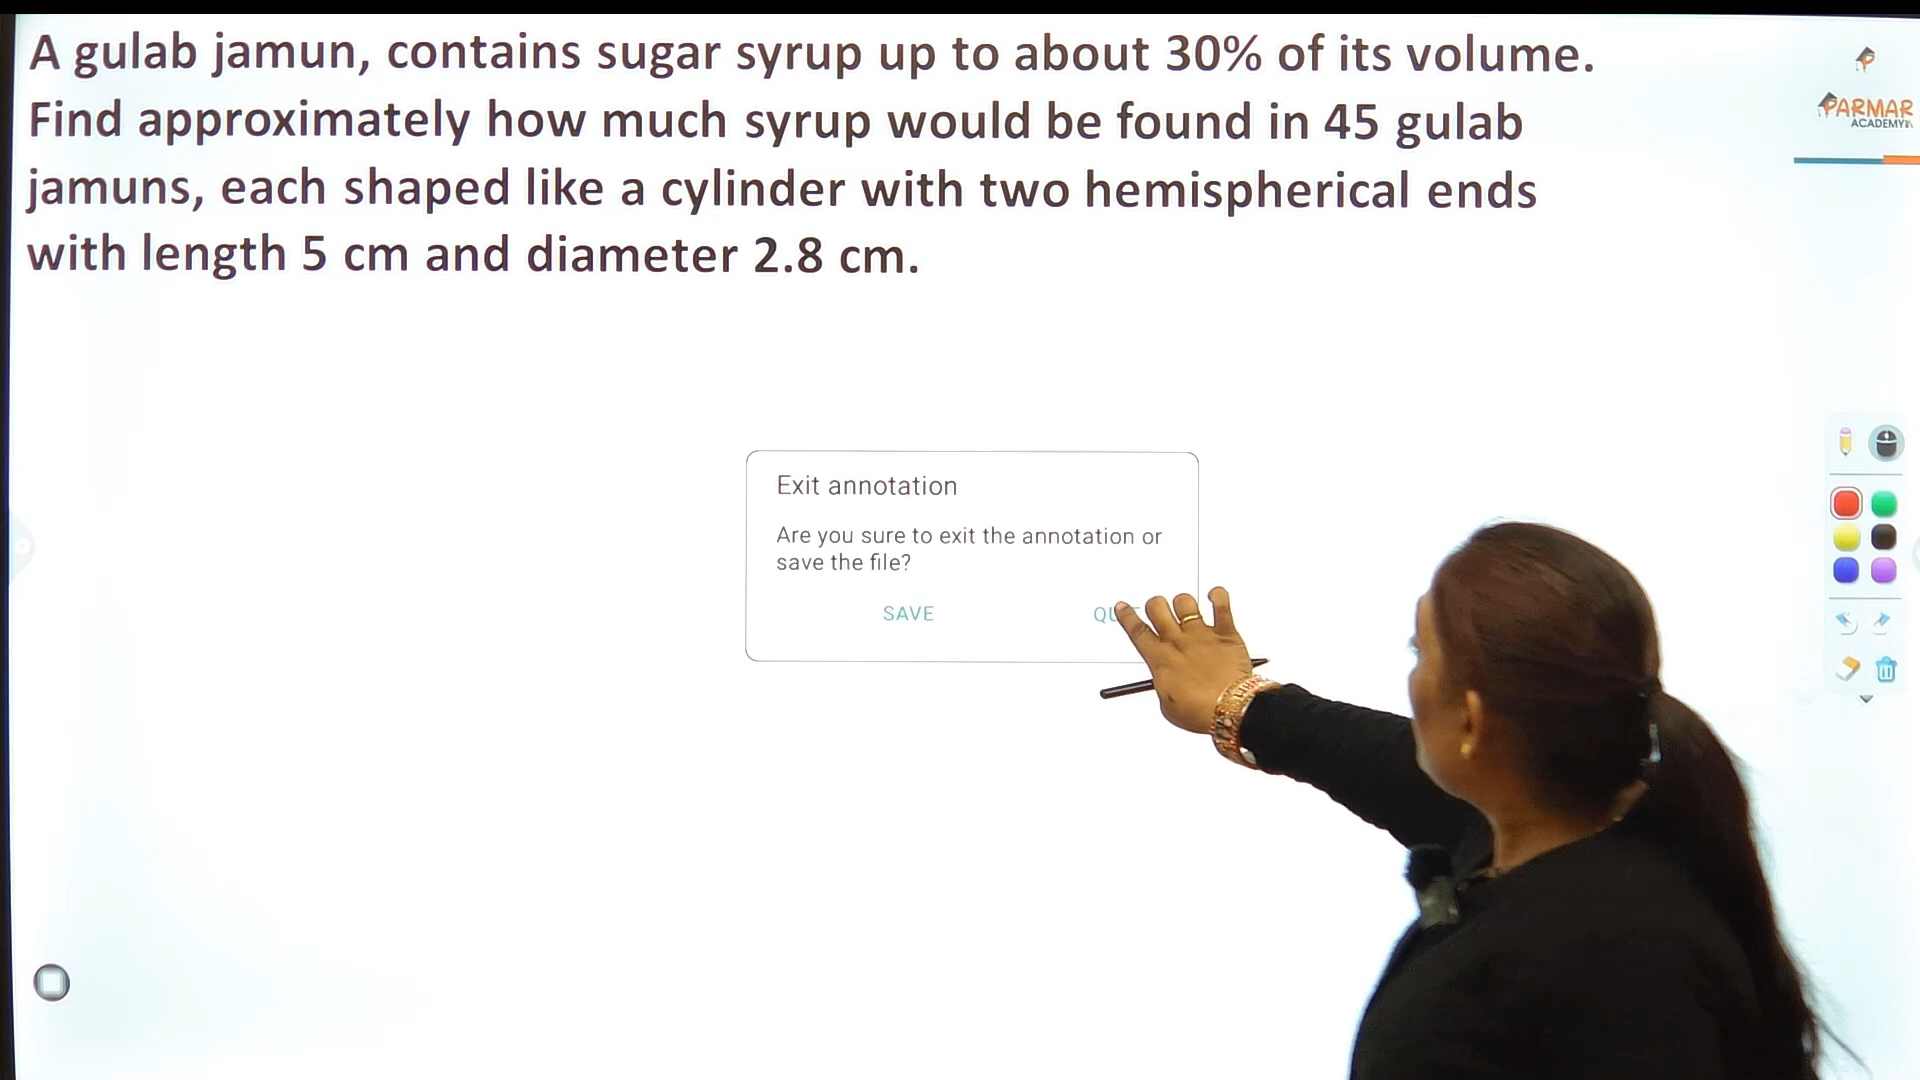 A gulab jamun, contains sugar syrup up to about 30% of its volume.
Find approximately how much syrup would be found in 45 gulab
jamuns, each shaped like a cylinder with two hemispherical ends
with length 5 cm and diameter 2.8 cm.
PARMAR
ACADEMY
Exit annotation
Are you sure to exit the annotation or
save the file?
SAVE